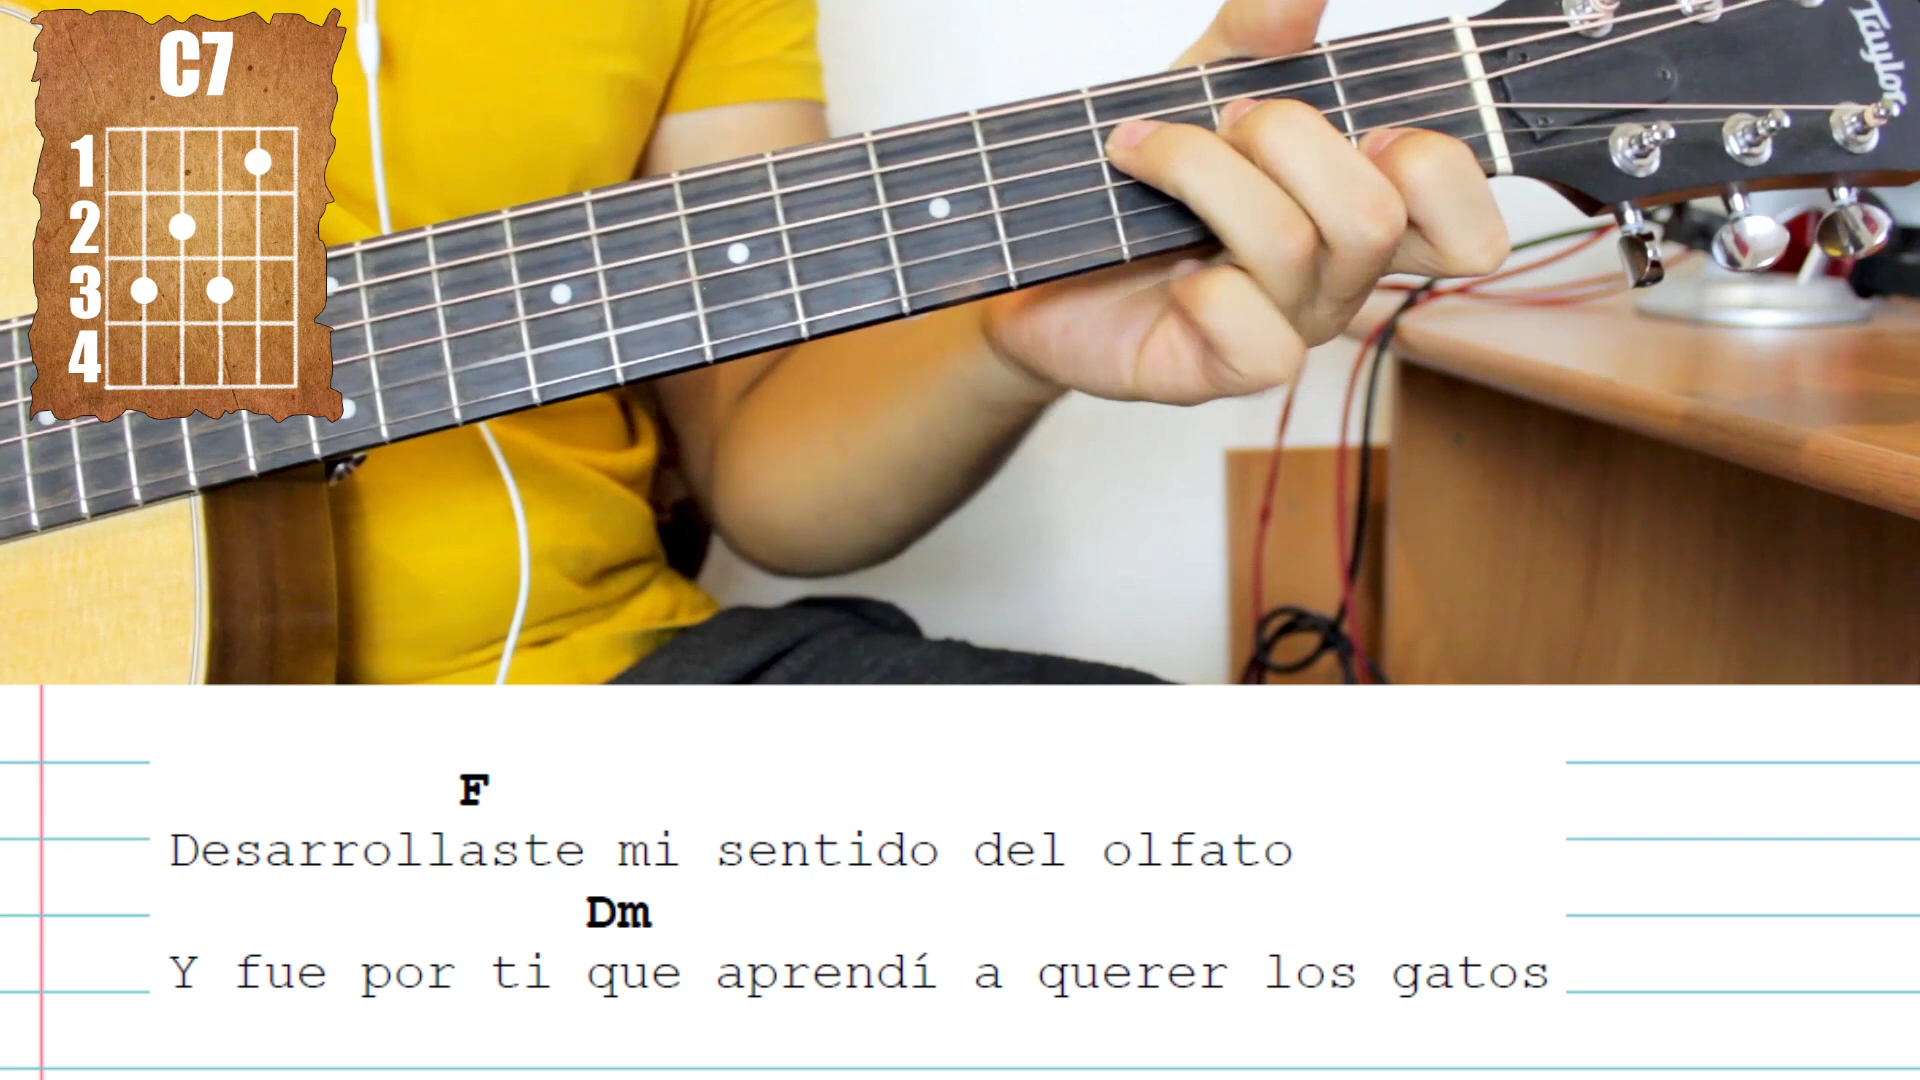 C7
1
2
3
4
Taylor
F
Desarrollaste mi sentido del olfato
Dm
Y fue por ti que aprendí a querer los gatos